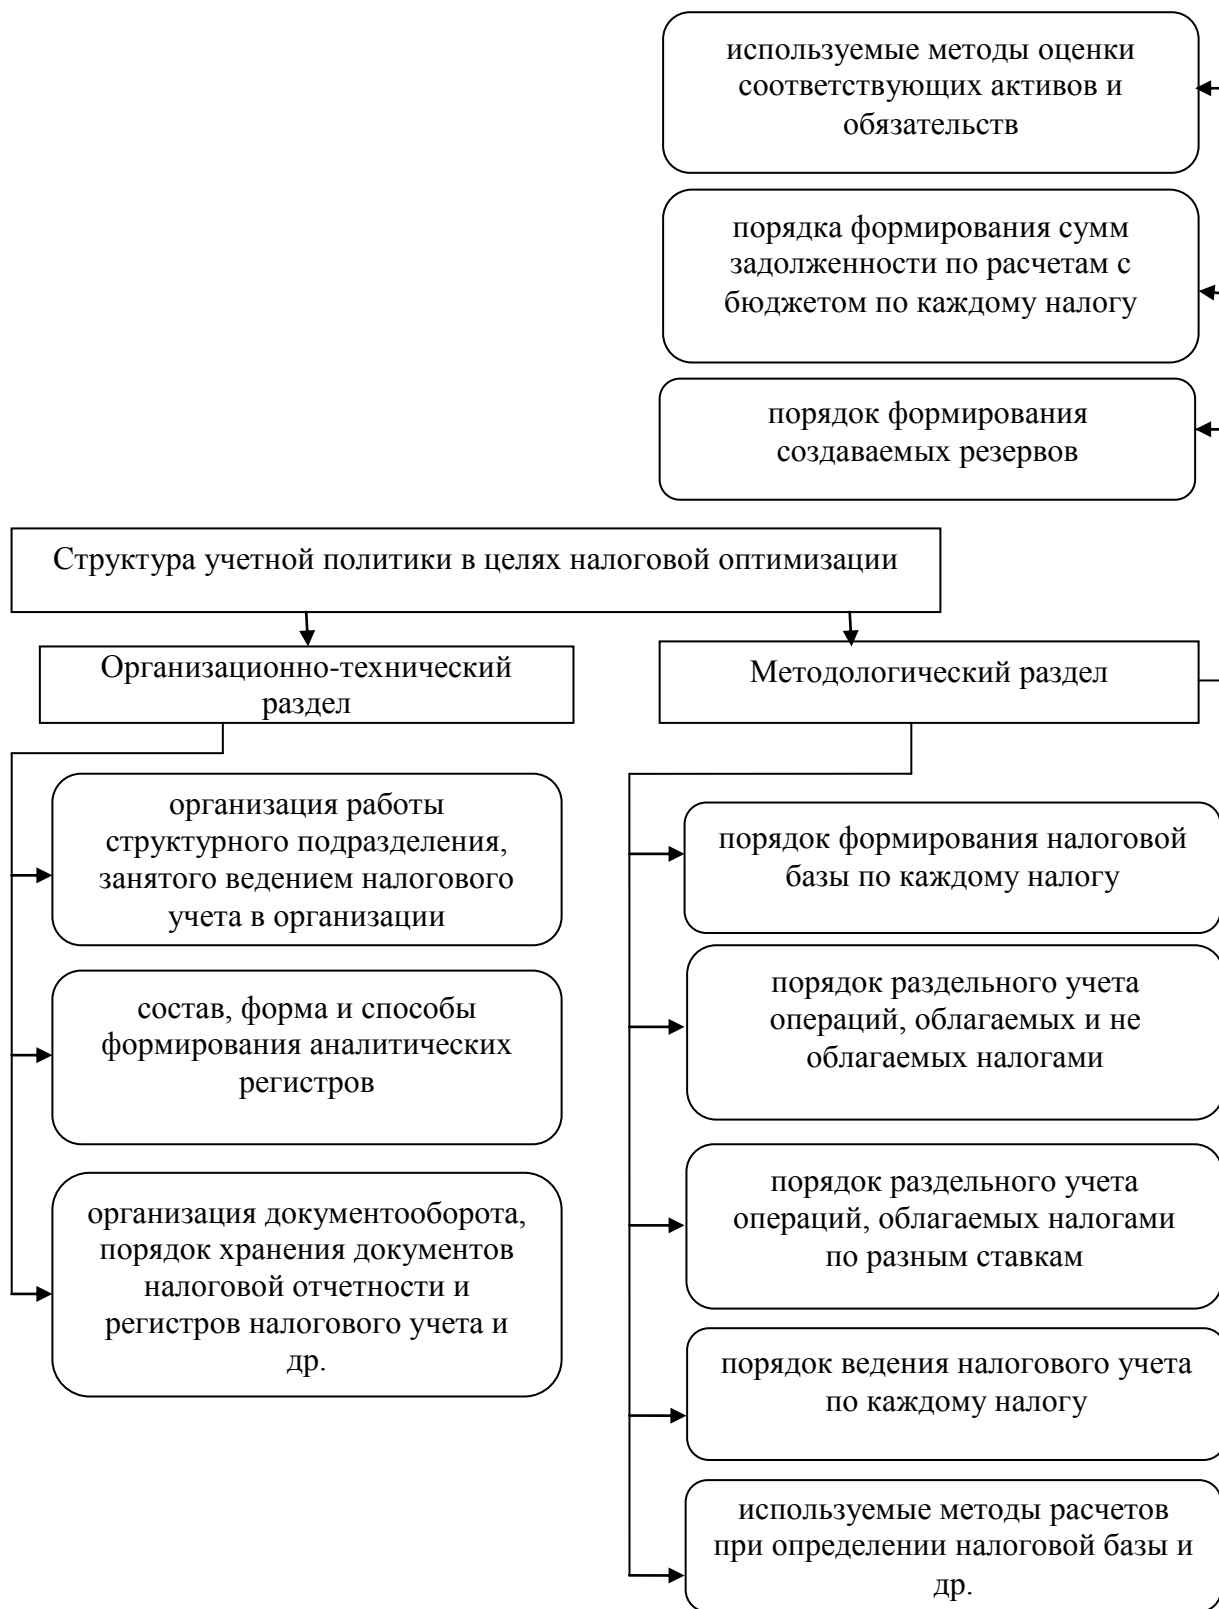 используемые методы оценки
соответствующих активов и
обязательств
порядка формирования сумм
задолженности по расчетам с
бюджетом по каждому налогу
порядок формирования
создаваемых резервов
Структура учетной политики в целях налоговой оптимизации
Организационно-технический
раздел
Методологический раздел
организация работы
структурного подразделения,
занятого ведением налогового
учета в организации
состав, форма и способы
формирования аналитических
регистров
организация документооборота,
порядок хранения документов
налоговой отчетности и
регистров налогового учета и
др.
порядок формирования налоговой
базы по каждому налогу
порядок раздельного учета
операций, облагаемых и не
облагаемых налогами
порядок раздельного учета
операций, облагаемых налогами
по разным ставкам
порядок ведения налогового учета
по каждому налогу
используемые методы расчетов
при определении налоговой базы и
др.